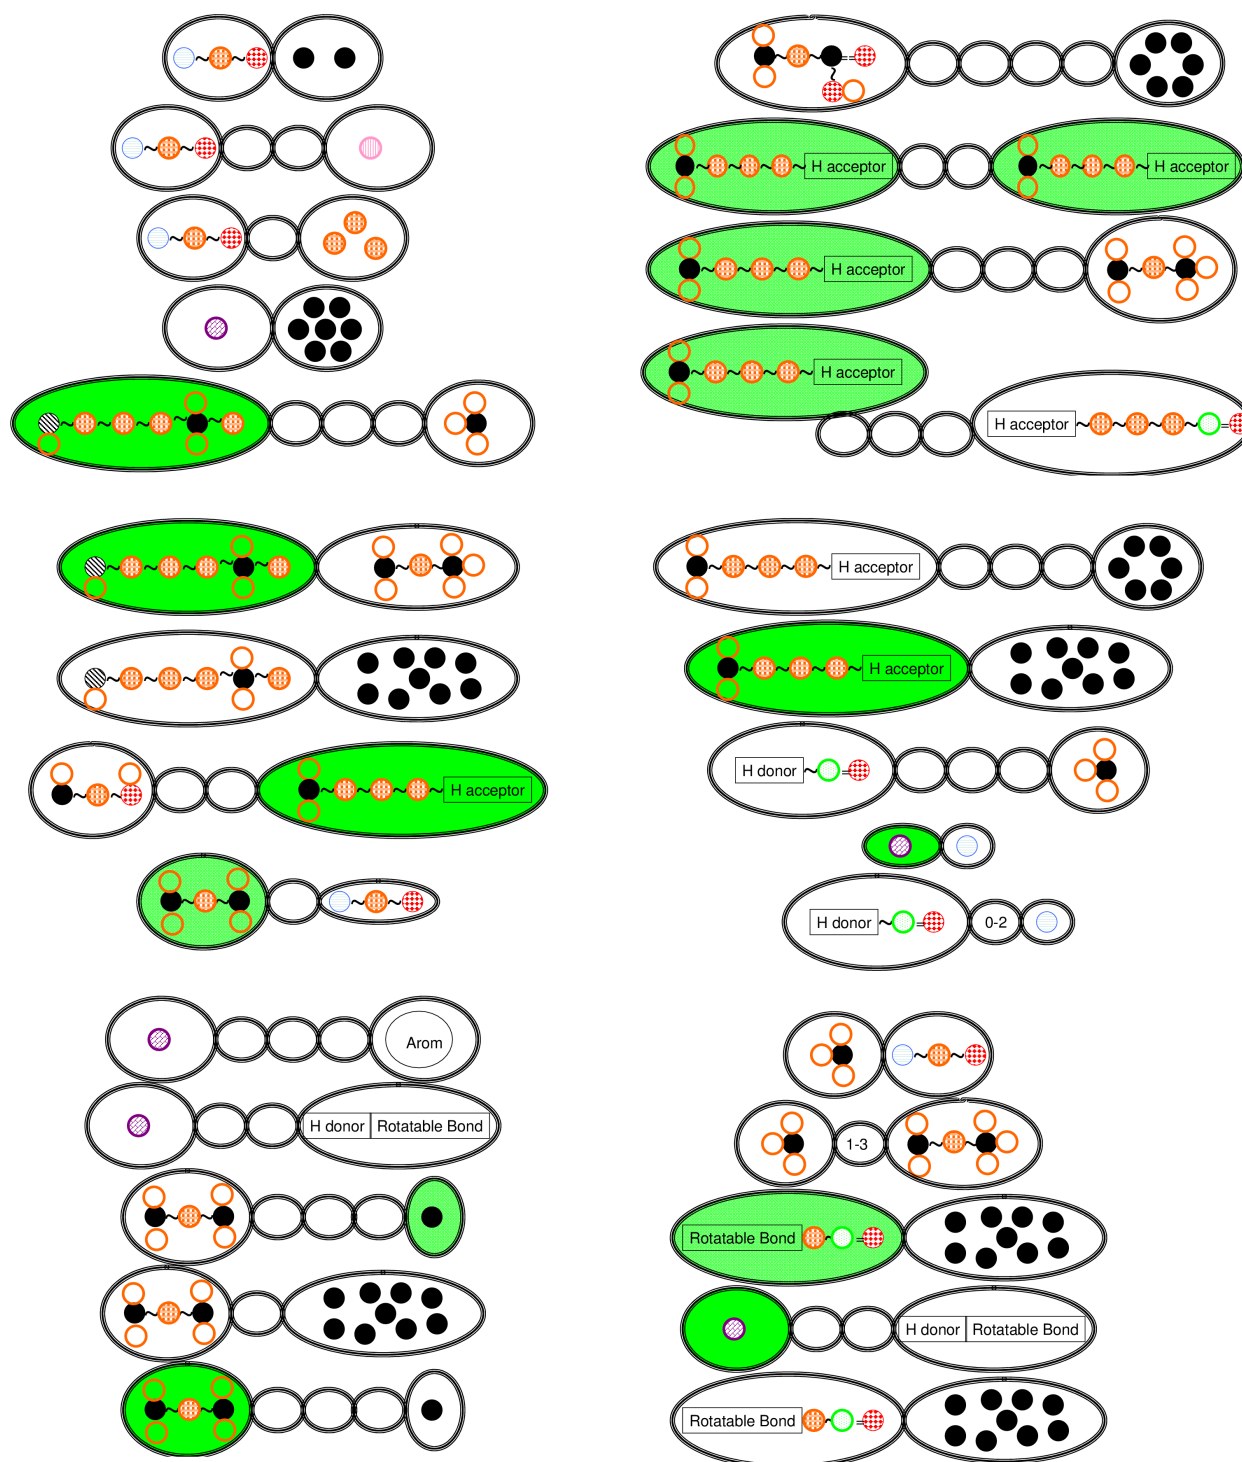 H acceptor
H acceptor
H acceptor
H acceptor
H acceptor
H acceptor
H acceptor
H acceptor
H donor
H donor
0-2
Arom
H donor
Rotatable Bond
1-3
Rotatable Bond
H donor
Rotatable Bond
Rotatable Bond